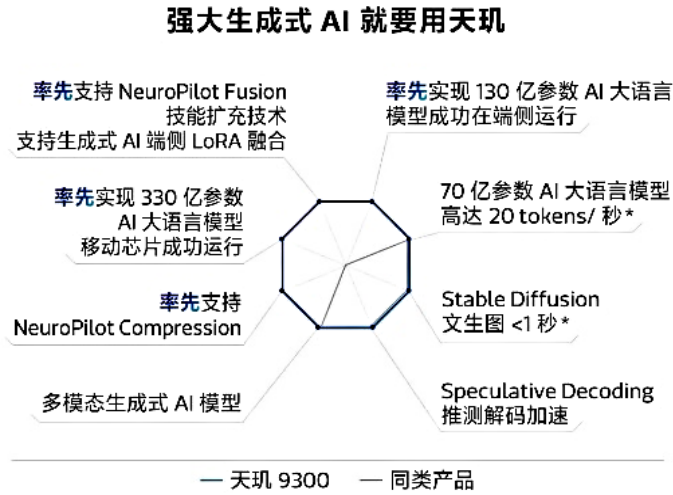 强大生成式 AI 就要用天玑
率先支持 NeuroPilot Fusion
技能扩充技术
支持生成式 AI 端侧 LoRA 融合
率先实现 130 亿参数 AI 大语言
模型成功在端侧运行
率先实现 330 亿参数
AI 大语言模型
移动芯片成功运行
70 亿参数 AI 大语言模型
高达 20 tokens/ 秒*
率先支持
NeuroPilot Compression
Stable Diffusion
文生图 <1 秒*
多模态生成式 AI 模型
Speculative Decoding
推测解码加速
天玑 9300
同类产品